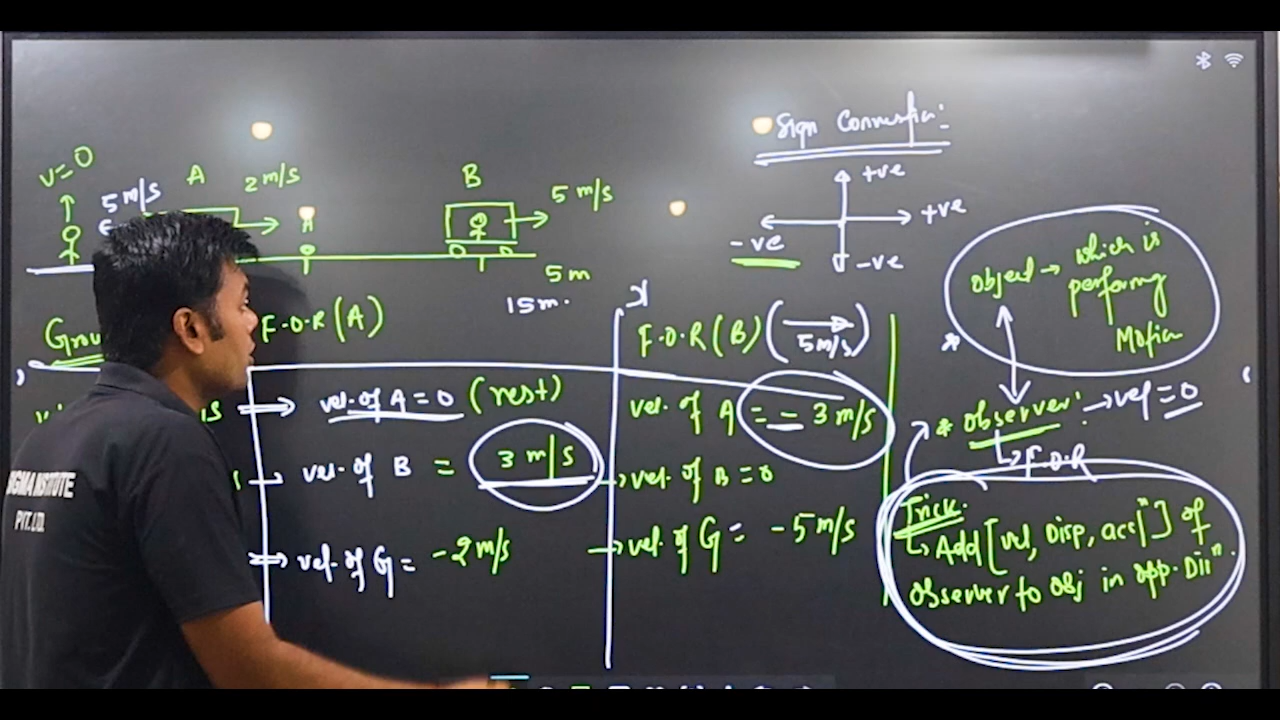 Sign Convention:
v=0
5 m/s
A
2 m/s
A
B
5 m/s
+ve
+ve
-ve
-ve
5 m
15 m.
Object → which is
performing
Motion
Grou
F.O.R (A)
F.O.R (B) (→ 5 m/s)
⇒ vel. of A = 0 (rest)
vel. of A = - 3 m/s
* Observer: → vel = 0
↳ F.O.R
→ vel. of B = 3 m/s
→ vel. of B = 0
⇒ vel. of G = -2 m/s
→ vel. of G = -5 m/s
Trick:
↳ Add [vel, Disp, accⁿ] of
observer to obj in opp. Dirⁿ.
SIGMA INSTITUTE
PVT. LTD.